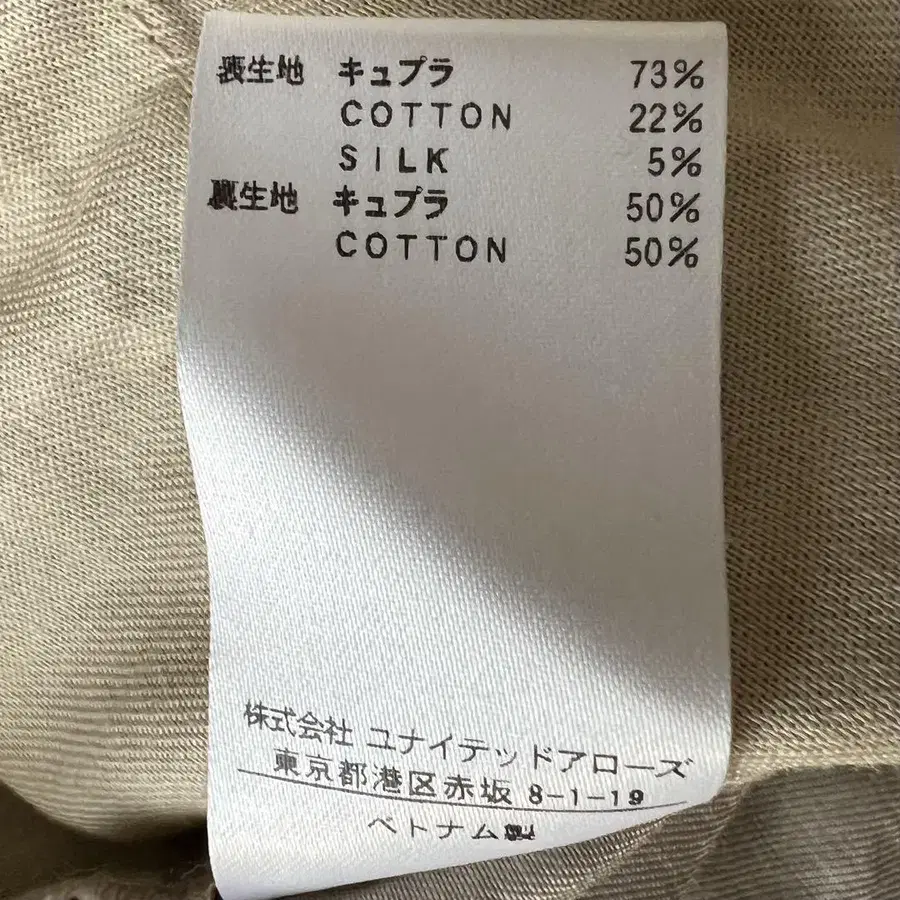 表生地 キュプラ 73%
COTTON 22%
SILK 5%
裏生地 キュプラ 50%
COTTON 50%
株式会社 ユナイテッドアローズ
東京都港区赤坂 8-1-19
ベトナム製